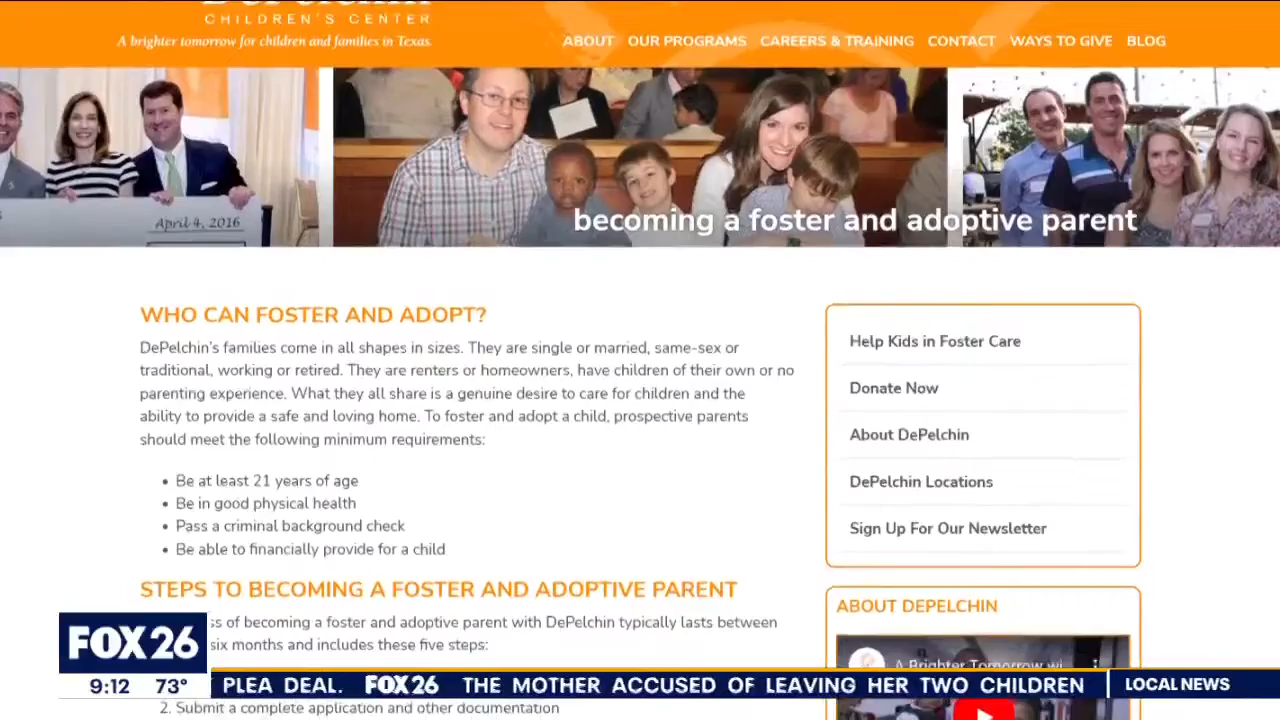 CHILDREN'S CENTER
A brighter tomorrow for children and families in Texas.
ABOUT OUR PROGRAMS CAREERS & TRAINING CONTACT WAYS TO GIVE BLOG
April 4, 2016
becoming a foster and adoptive parent
WHO CAN FOSTER AND ADOPT?
DePelchin's families come in all shapes in sizes. They are single or married, same-sex or
traditional, working or retired. They are renters or homeowners, have children of their own or no
parenting experience. What they all share is a genuine desire to care for children and the
ability to provide a safe and loving home. To foster and adopt a child, prospective parents
should meet the following minimum requirements:
• Be at least 21 years of age
• Be in good physical health
• Pass a criminal background check
• Be able to financially provide for a child
STEPS TO BECOMING A FOSTER AND ADOPTIVE PARENT
ss of becoming a foster and adoptive parent with DePelchin typically lasts between
six months and includes these five steps:
2. Submit a complete application and other documentation
Help Kids in Foster Care
Donate Now
About DePelchin
DePelchin Locations
Sign Up For Our Newsletter
ABOUT DEPELCHIN
A Brighter Tomorrow wi
FOX 26
9:12 73°
PLEA DEAL. FOX 26 THE MOTHER ACCUSED OF LEAVING HER TWO CHILDREN
LOCAL NEWS